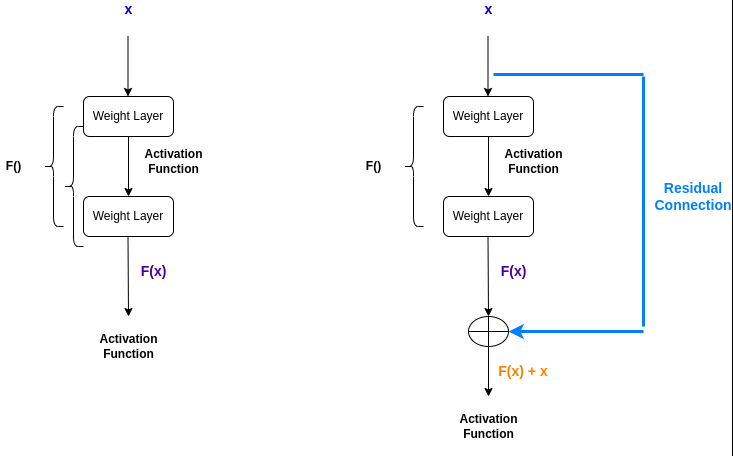 x
Weight Layer
F()
Activation
Function
Weight Layer
F(x)
Activation
Function
x
Weight Layer
F()
Activation
Function
Weight Layer
F(x)
Residual
Connection
F(x) + x
Activation
Function